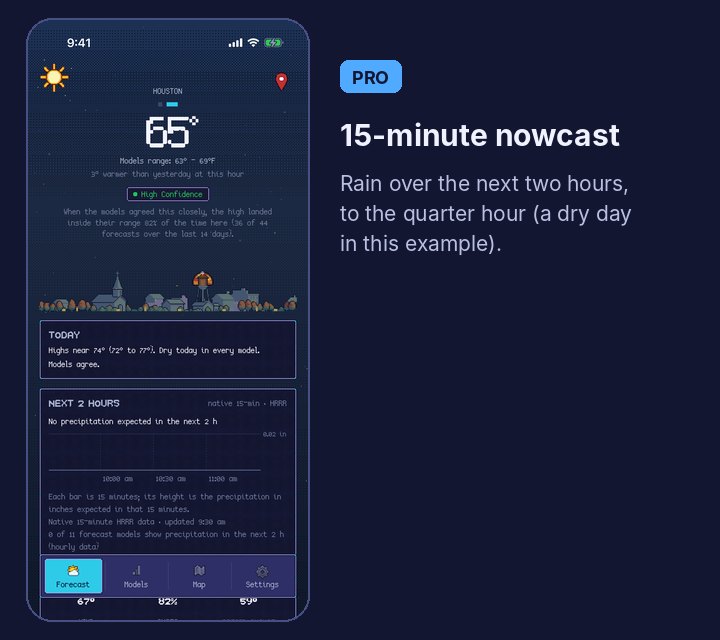 9:41
HOUSTON
65°
Models range: 63° – 69°F
3° warmer than yesterday at this hour
High Confidence
When the models agreed this closely, the high landed
inside their range 82% of the time here (36 of 44
forecasts over the last 14 days).
TODAY
Highs near 74° (72° to 77°). Dry today in every model.
Models agree.
NEXT 2 HOURS
native 15-min · HRRR
No precipitation expected in the next 2 h
0.02 in
10:00 am 10:30 am 11:00 am
Each bar is 15 minutes; its height is the precipitation in
inches expected in that 15 minutes.
Native 15-minute HRRR data · updated 9:30 am
0 of 11 forecast models show precipitation in the next 2 h
(hourly data)
Forecast Models Map Settings
67° 82% 59°
PRO
15-minute nowcast
Rain over the next two hours,
to the quarter hour (a dry day
in this example).